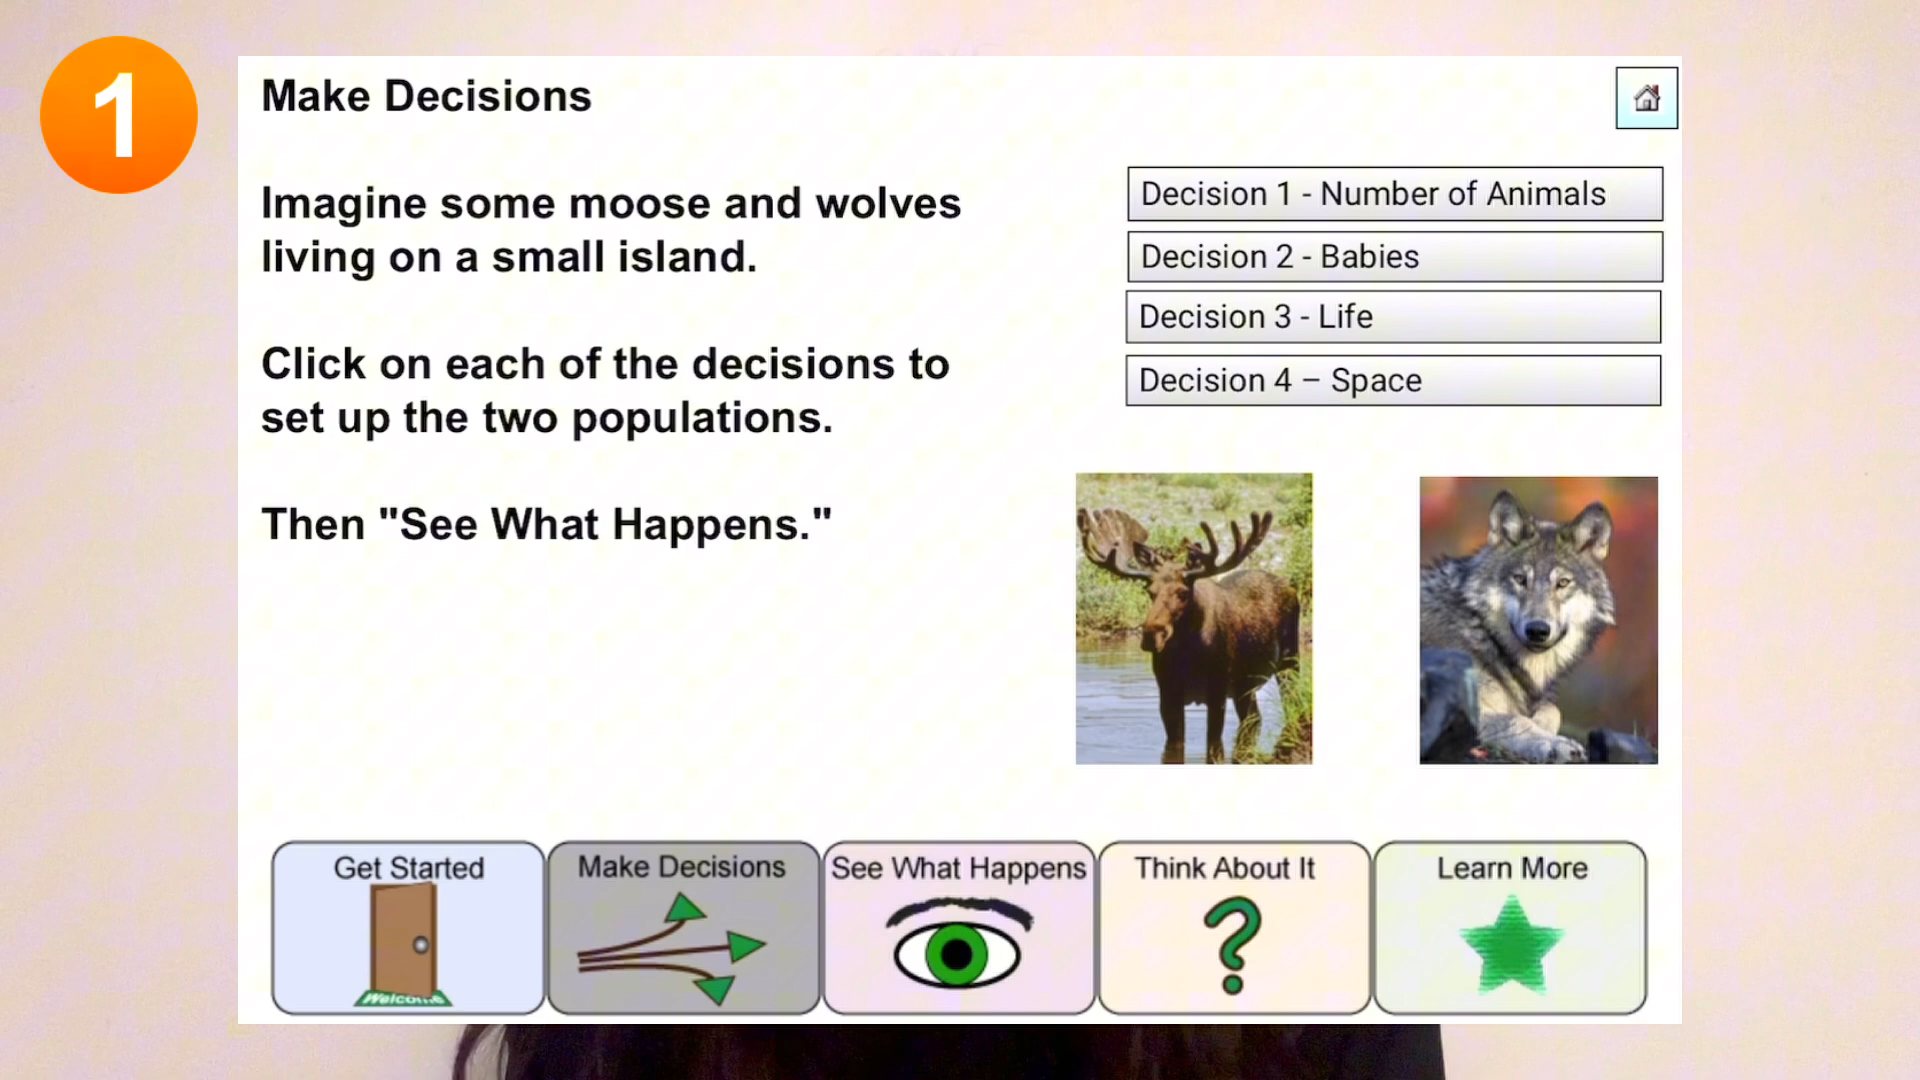 1
Make Decisions
Imagine some moose and wolves
living on a small island.
Click on each of the decisions to
set up the two populations.
Then "See What Happens."
Decision 1 - Number of Animals
Decision 2 - Babies
Decision 3 - Life
Decision 4 – Space
Get Started
Welcome
Make Decisions
See What Happens
Think About It
?
Learn More